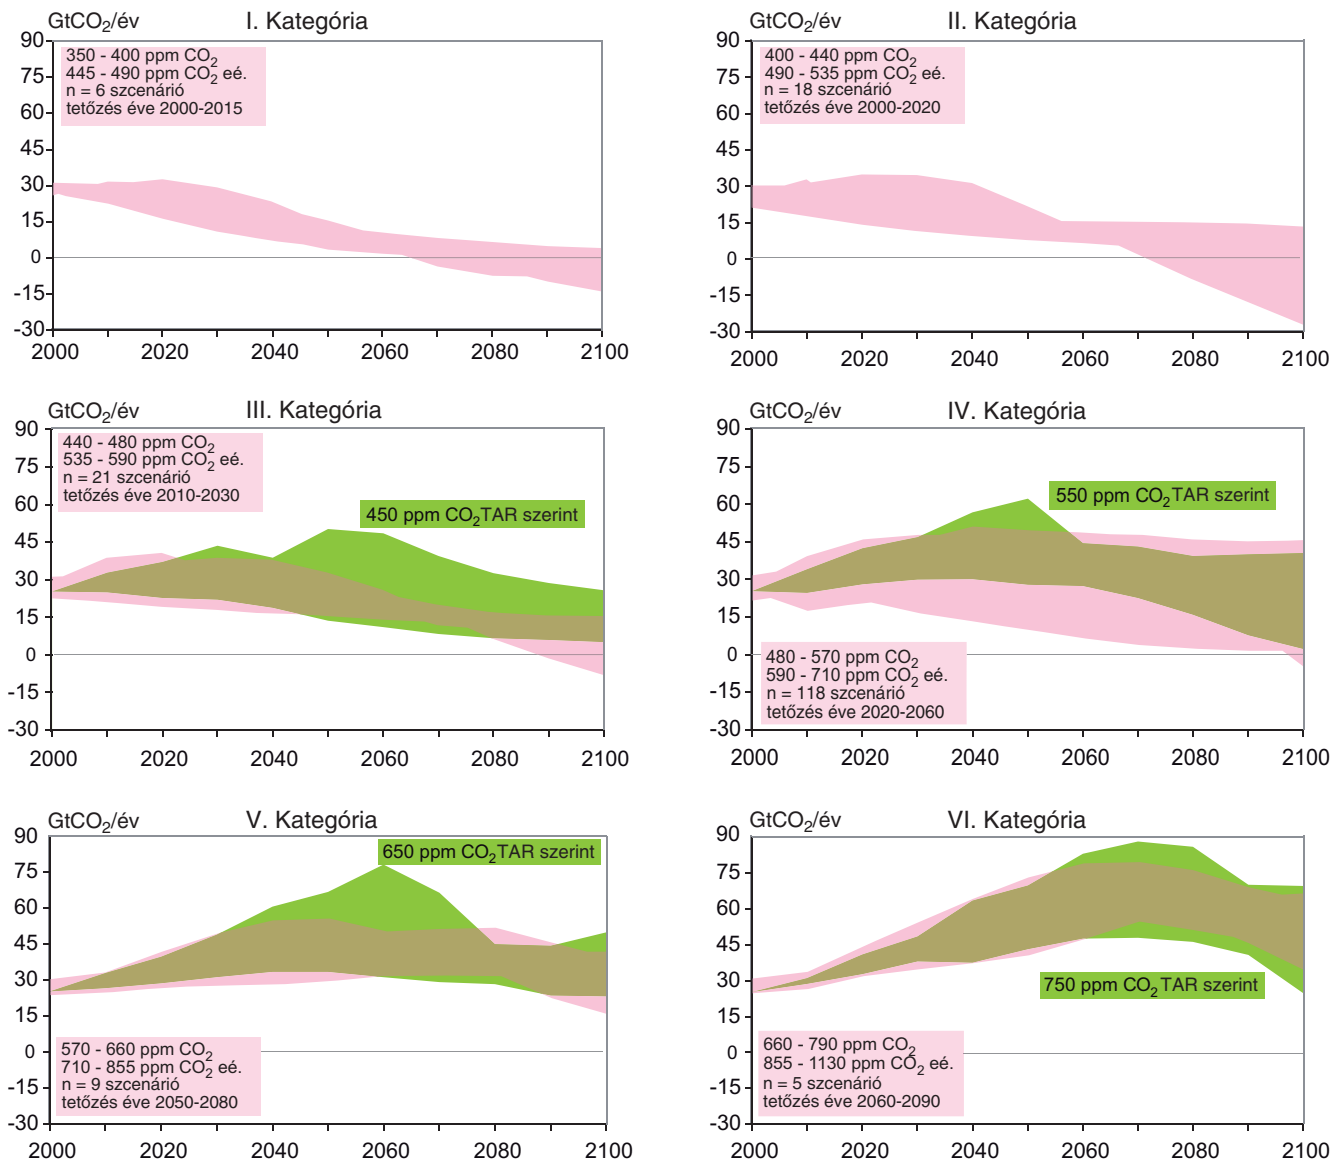 GtCO2/év
I. Kategória
90
75
60
45
30
15
0
-15
-30
350 - 400 ppm CO2
445 - 490 ppm CO2 eé.
n = 6 szcenárió
tetőzés éve 2000-2015
2000 2020 2040 2060 2080 2100
GtCO2/év
II. Kategória
90
75
60
45
30
15
0
-15
-30
400 - 440 ppm CO2
490 - 535 ppm CO2 eé.
n = 18 szcenárió
tetőzés éve 2000-2020
2000 2020 2040 2060 2080 2100
GtCO2/év
III. Kategória
90
75
60
45
30
15
0
-15
-30
440 - 480 ppm CO2
535 - 590 ppm CO2 eé.
n = 21 szcenárió
tetőzés éve 2010-2030
450 ppm CO2TAR szerint
2000 2020 2040 2060 2080 2100
GtCO2/év
IV. Kategória
90
75
60
45
30
15
0
-15
-30
550 ppm CO2TAR szerint
480 - 570 ppm CO2
590 - 710 ppm CO2 eé.
n = 118 szcenárió
tetőzés éve 2020-2060
2000 2020 2040 2060 2080 2100
GtCO2/év
V. Kategória
90
75
60
45
30
15
0
-15
-30
650 ppm CO2TAR szerint
570 - 660 ppm CO2
710 - 855 ppm CO2 eé.
n = 9 szcenárió
tetőzés éve 2050-2080
2000 2020 2040 2060 2080 2100
GtCO2/év
VI. Kategória
90
75
60
45
30
15
0
-15
-30
750 ppm CO2TAR szerint
660 - 790 ppm CO2
855 - 1130 ppm CO2 eé.
n = 5 szcenárió
tetőzés éve 2060-2090
2000 2020 2040 2060 2080 2100